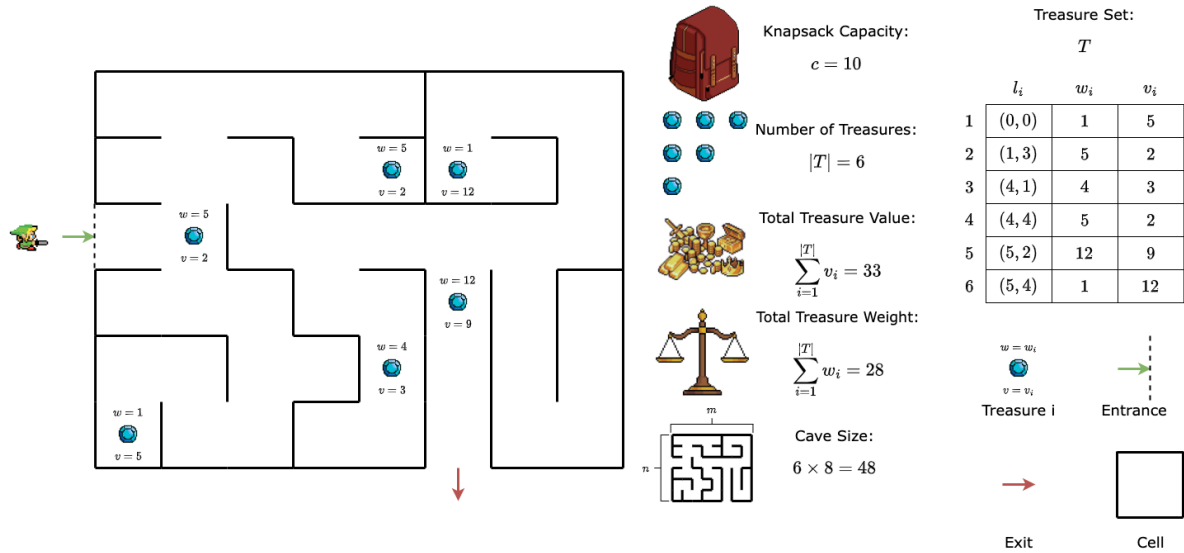 w = 5
v = 2
w = 1
v = 12
w = 5
v = 2
w = 12
v = 9
w = 4
v = 3
w = 1
v = 5
Knapsack Capacity:
c = 10
Number of Treasures:
|T| = 6
Total Treasure Value:
|T|
∑ v_i = 33
i=1
Total Treasure Weight:
|T|
∑ w_i = 28
i=1
m
n
Cave Size:
6 × 8 = 48
Treasure Set:
T
l_i w_i v_i
1 (0, 0) 1 5
2 (1, 3) 5 2
3 (4, 1) 4 3
4 (4, 4) 5 2
5 (5, 2) 12 9
6 (5, 4) 1 12
w = w_i
v = v_i
Treasure i
Entrance
Exit
Cell